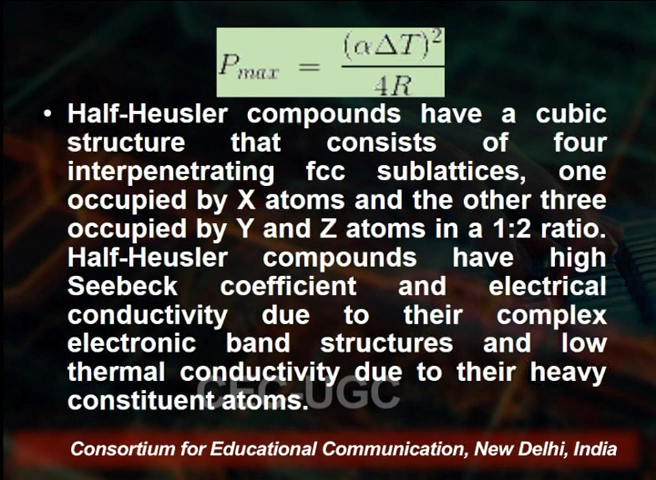 P_max = (αΔT)² / 4R
• Half-Heusler compounds have a cubic
structure that consists of four
interpenetrating fcc sublattices, one
occupied by X atoms and the other three
occupied by Y and Z atoms in a 1:2 ratio.
Half-Heusler compounds have high
Seebeck coefficient and electrical
conductivity due to their complex
electronic band structures and low
thermal conductivity due to their heavy
constituent atoms.
CEC-UGC
Consortium for Educational Communication, New Delhi, India